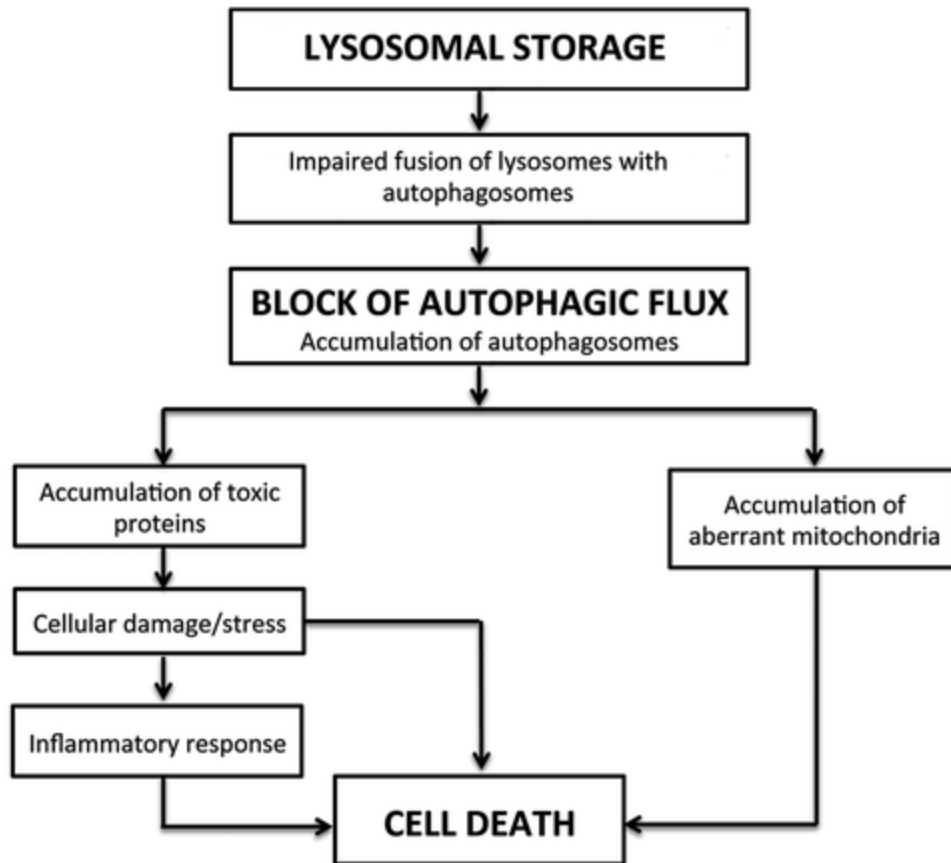 LYSOSOMAL STORAGE
Impaired fusion of lysosomes with
autophagosomes
BLOCK OF AUTOPHAGIC FLUX
Accumulation of autophagosomes
Accumulation of toxic
proteins
Accumulation of
aberrant mitochondria
Cellular damage/stress
Inflammatory response
CELL DEATH